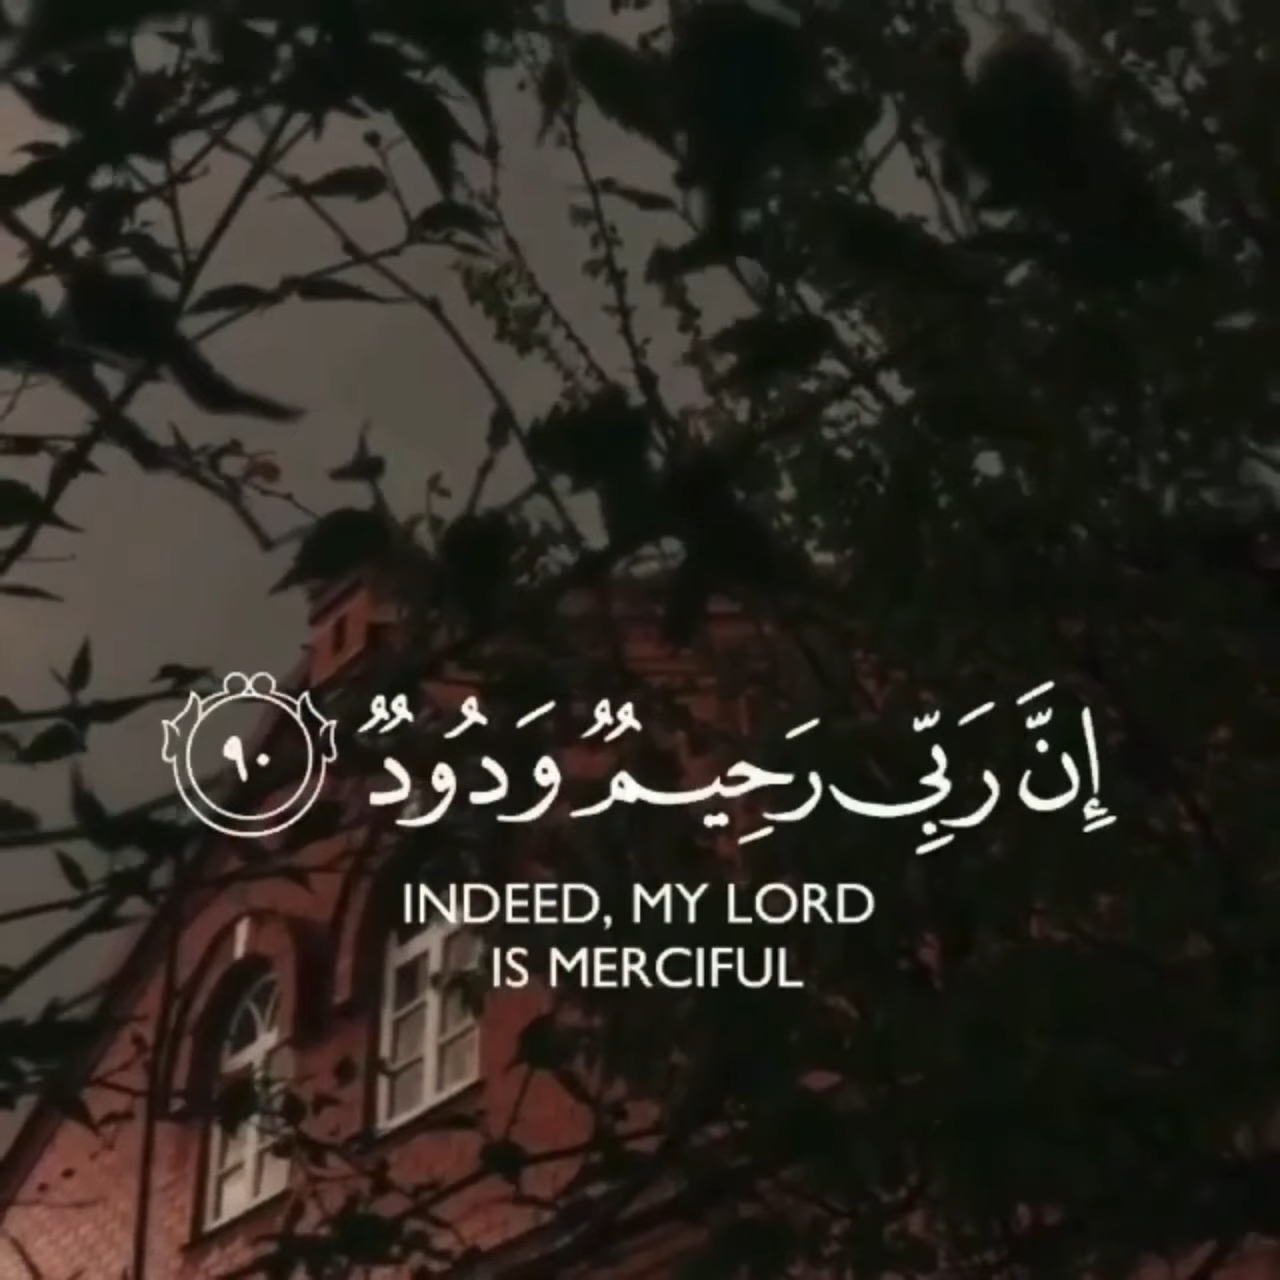 إِنَّ رَبِّي رَحِيمٌ وَدُودٌ ٩٠
INDEED, MY LORD
IS MERCIFUL